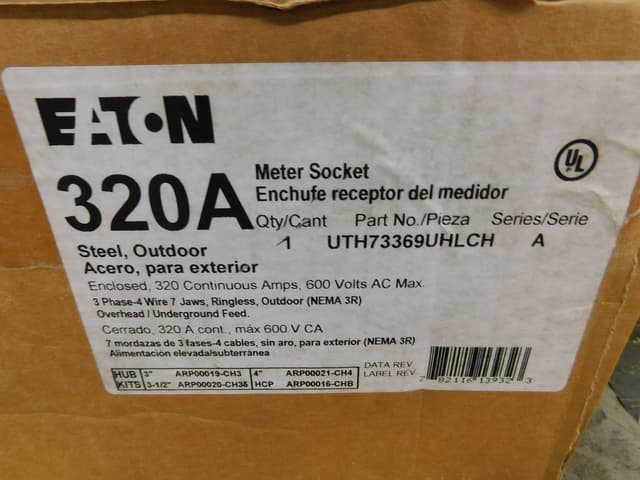 EATON
320A
Meter Socket
Enchufe receptor del medidor
UL
Qty/Cant Part No./Pieza Series/Serie
1 UTH73369UHLCH A
Steel, Outdoor
Acero, para exterior
Enclosed, 320 Continuous Amps, 600 Volts AC Max.
3 Phase-4 Wire 7 Jaws, Ringless, Outdoor (NEMA 3R)
Overhead / Underground Feed.
Cerrado, 320 A cont., máx 600 V CA
7 mordazas de 3 fases-4 cables, sin aro, para exterior (NEMA 3R)
Alimentación elevada/subterránea
HUB 3" ARP00019-CH3 4" ARP00021-CH4
KITS 3-1/2" ARP00020-CH35 HCP ARP00016-CHB
DATA REV.
LABEL REV.
7 82116 13932 3